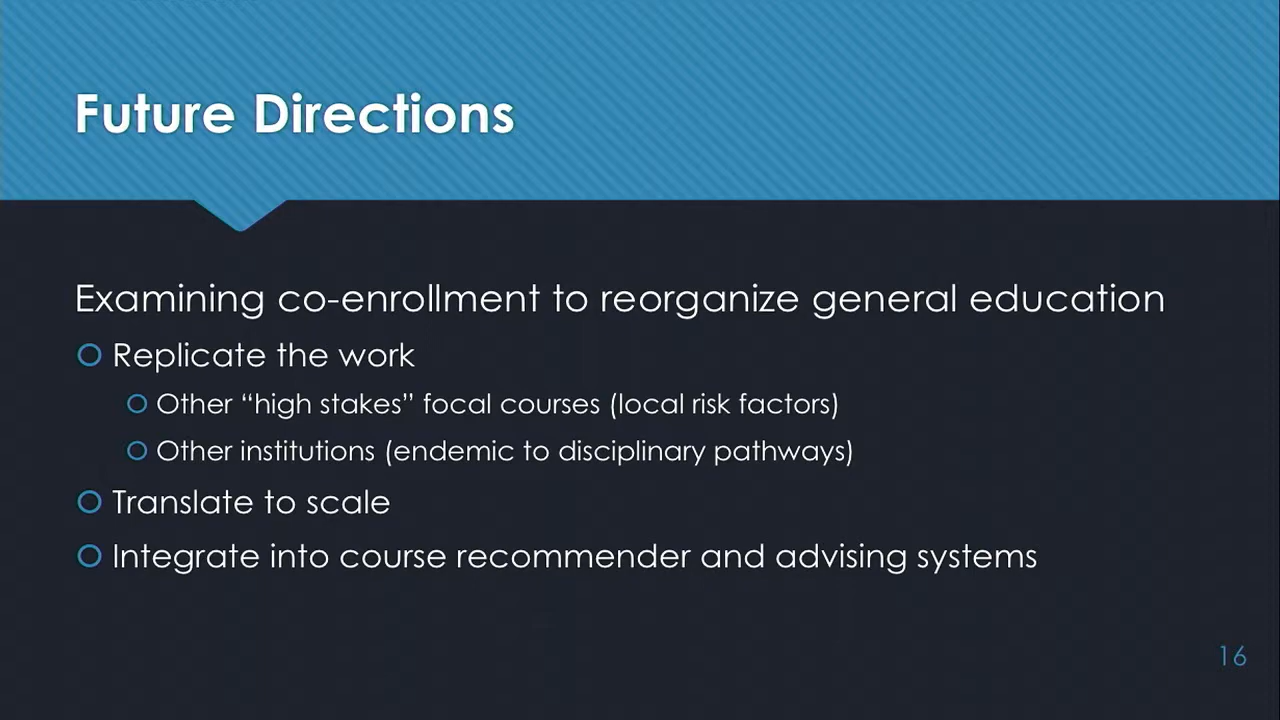 Future Directions
Examining co-enrollment to reorganize general education
Replicate the work
Other “high stakes” focal courses (local risk factors)
Other institutions (endemic to disciplinary pathways)
Translate to scale
Integrate into course recommender and advising systems
16